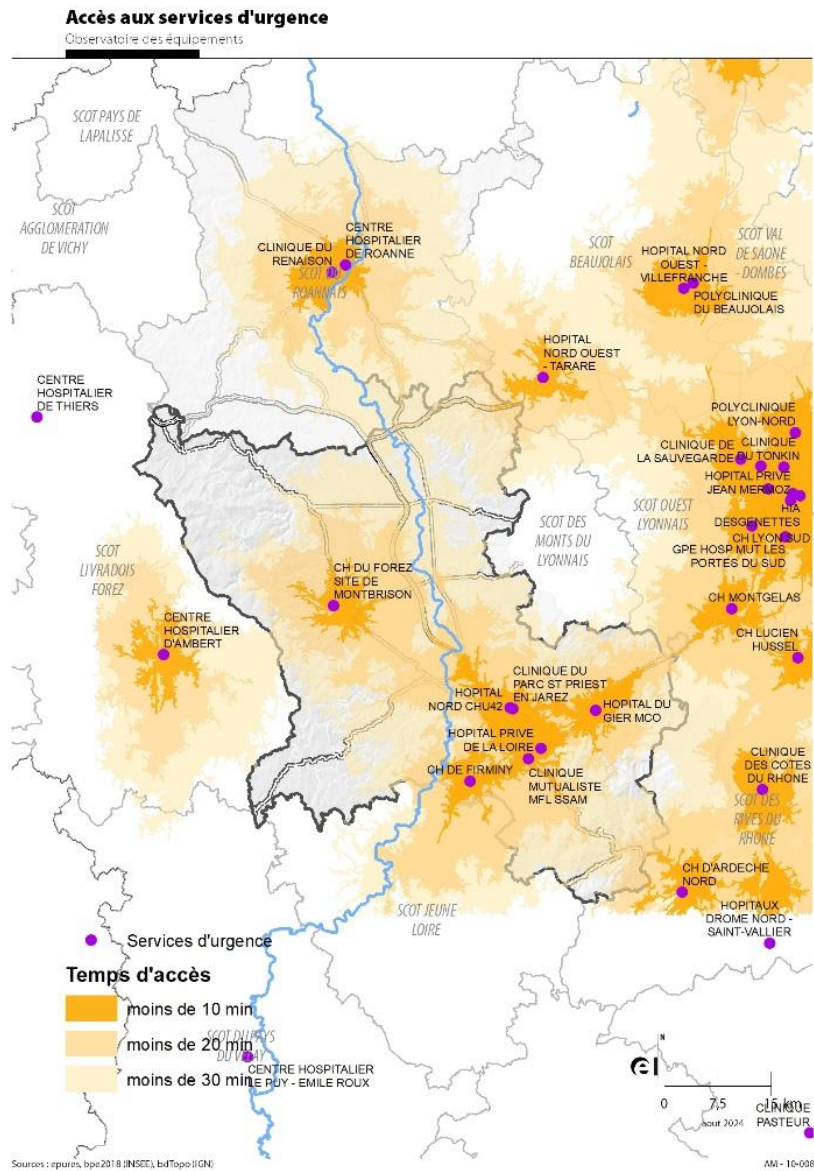 Accès aux services d'urgence
Observatoire des équipements
SCOT PAYS DE
LAPALISSE
SCOT
AGGLOMERATION
DE VICHY
CLINIQUE DU
RENAISON
CENTRE
HOSPITALIER
DE ROANNE
ROANNAIS
SCOT
BEAUJOLAIS
HOPITAL NORD
OUEST -
VILLEFRANCHE
POLYCLINIQUE
DU BEAUJOLAIS
SCOT VAL
DE SAONE
- DOMBES
HOPITAL
NORD OUEST
- TARARE
CENTRE
HOSPITALIER
DE THIERS
POLYCLINIQUE
LYON-NORD
CLINIQUE DE
LA SAUVEGARDE
CLINIQUE
DU TONKIN
HOPITAL PRIVE
JEAN MERMOZ
HIA
DESGENETTES
CH LYON SUD
GPE HOSP MUT LES
PORTES DU SUD
SCOT OUEST
LYONNAIS
SCOT DES
MONTS DU
LYONNAIS
SCOT
LIVRADOIS
FOREZ
CH DU FOREZ
SITE DE
MONTBRISON
CENTRE
HOSPITALIER
D'AMBERT
CH MONTGELAS
CH LUCIEN
HUSSEL
HOPITAL
NORD CHU42
CLINIQUE DU
PARC ST PRIEST
EN JAREZ
HOPITAL DU
GIER MCO
HOPITAL PRIVE
DE LA LOIRE
CH DE FIRMINY
CLINIQUE
MUTUALISTE
MFL SSAM
CLINIQUE
DES COTES
DU RHONE
SCOT DES
RIVES DU
RHONE
CH D'ARDECHE
NORD
HOPITAUX
DROME NORD -
SAINT-VALLIER
SCOT JEUNE
LOIRE
Services d'urgence
Temps d'accès
moins de 10 min
moins de 20 min
moins de 30 min
SCOT DU PAYS
DU VELAY
CENTRE HOSPITALIER
LE PUY - EMILE ROUX
N
0 7,5 15 km
aout 2024
CLINIQUE
PASTEUR
Sources : epures, bpe2018 (INSEE), bdTopo (IGN)
AM - 10-008